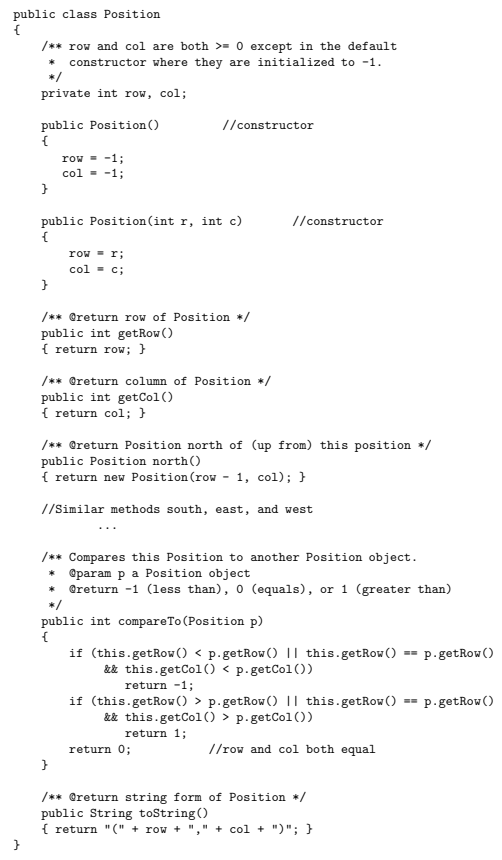 public class Position
{
    /** row and col are both >= 0 except in the default
     *  constructor where they are initialized to -1.
     */
    private int row, col;

    public Position()          //constructor
    {
       row = -1;
       col = -1;
    }

    public Position(int r, int c)       //constructor
    {
        row = r;
        col = c;
    }

    /** @return row of Position */
    public int getRow()
    { return row; }

    /** @return column of Position */
    public int getCol()
    { return col; }

    /** @return Position north of (up from) this position */
    public Position north()
    { return new Position(row - 1, col); }

    //Similar methods south, east, and west
            ...

    /** Compares this Position to another Position object.
     *  @param p a Position object
     *  @return -1 (less than), 0 (equals), or 1 (greater than)
     */
    public int compareTo(Position p)
    {
        if (this.getRow() < p.getRow() || this.getRow() == p.getRow()
             && this.getCol() < p.getCol())
                return -1;
        if (this.getRow() > p.getRow() || this.getRow() == p.getRow()
             && this.getCol() > p.getCol())
                return 1;
        return 0;           //row and col both equal
    }

    /** @return string form of Position */
    public String toString()
    { return "(" + row + "," + col + ")"; }
}